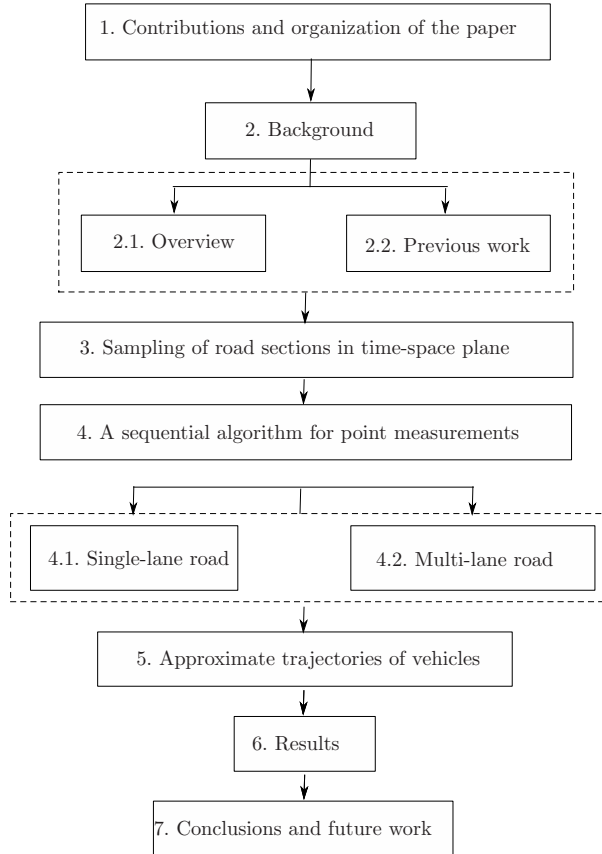 1. Contributions and organization of the paper
2. Background
2.1. Overview
2.2. Previous work
3. Sampling of road sections in time-space plane
4. A sequential algorithm for point measurements
4.1. Single-lane road
4.2. Multi-lane road
5. Approximate trajectories of vehicles
6. Results
7. Conclusions and future work